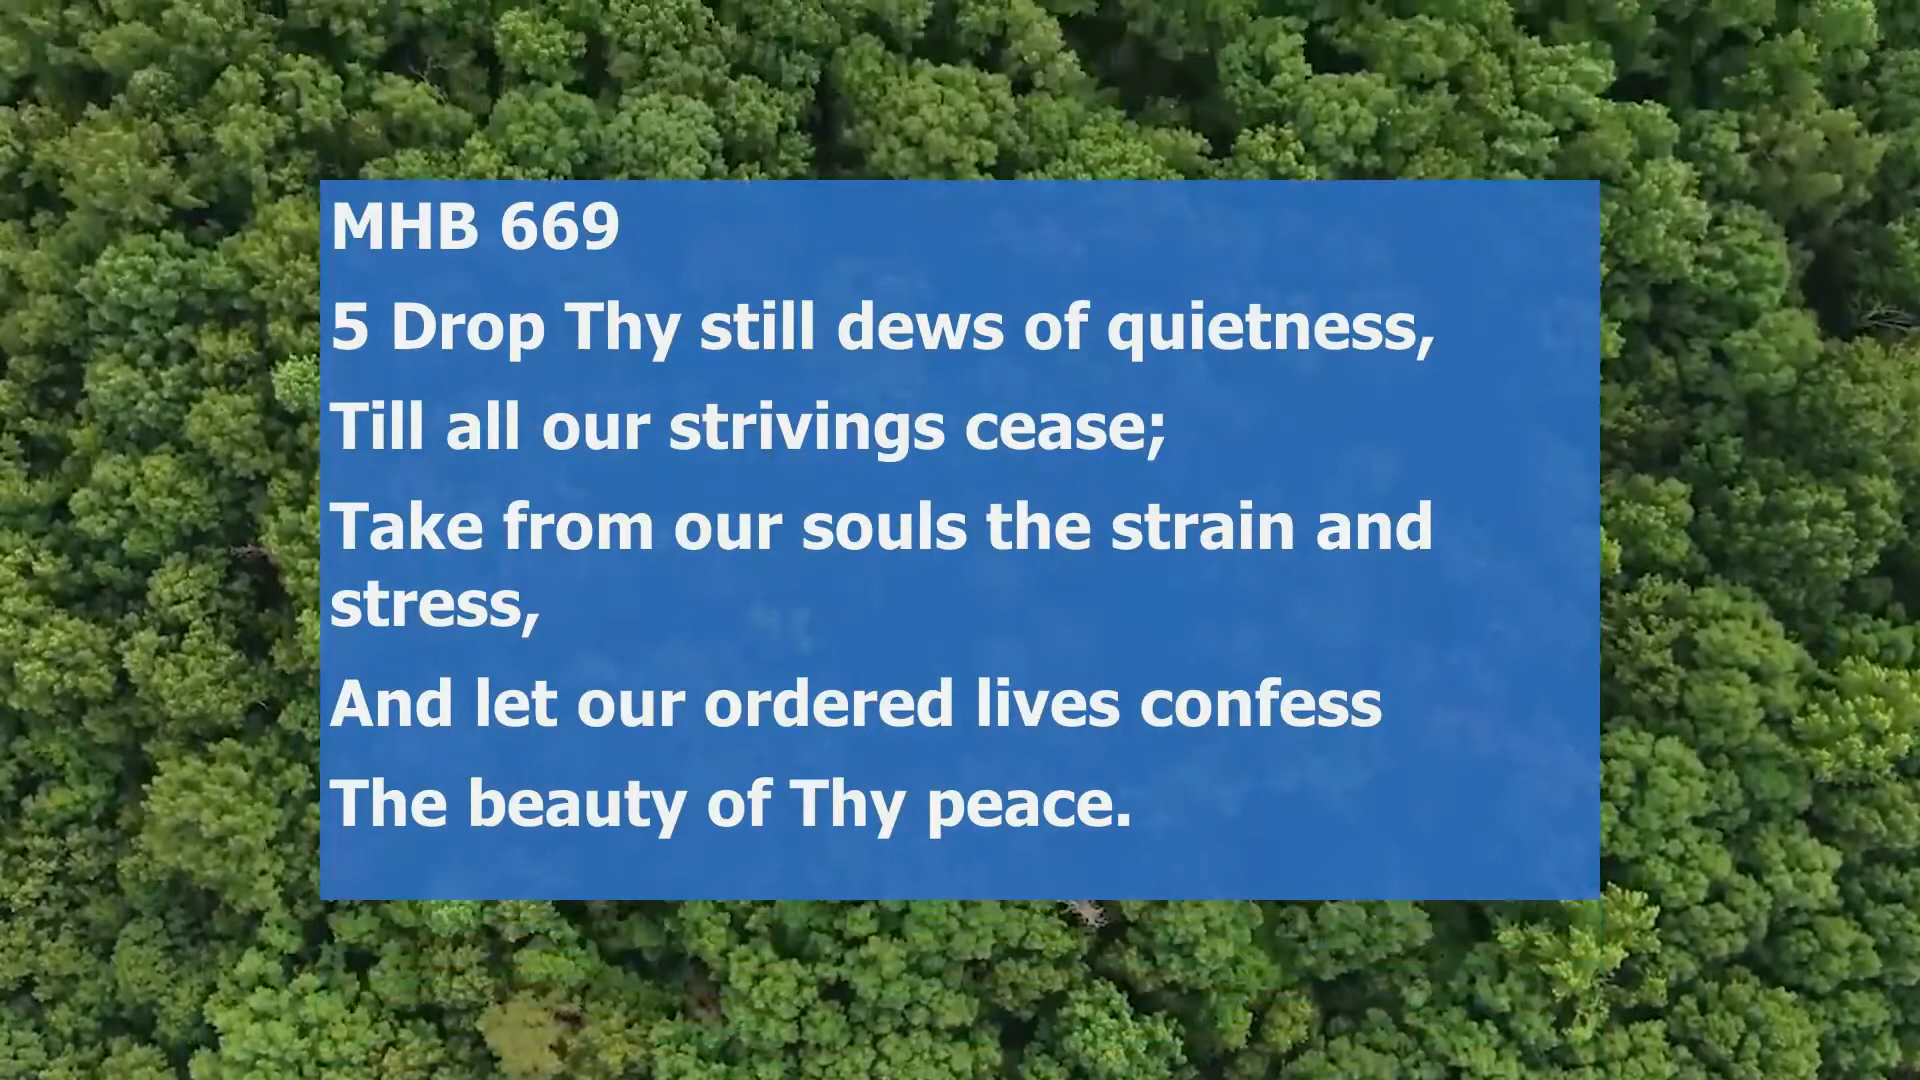 MHB 669
5 Drop Thy still dews of quietness,
Till all our strivings cease;
Take from our souls the strain and
stress,
And let our ordered lives confess
The beauty of Thy peace.